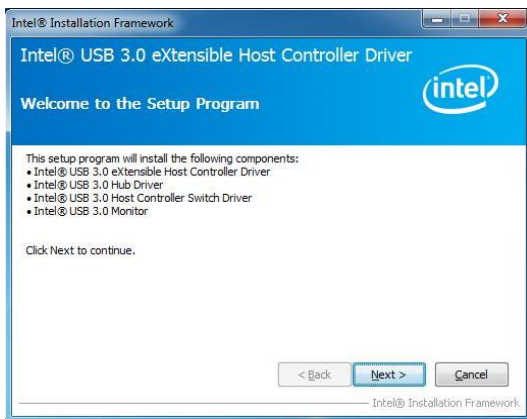 Intel® Installation Framework
Intel® USB 3.0 eXtensible Host Controller Driver
Welcome to the Setup Program
intel
This setup program will install the following components:
• Intel® USB 3.0 eXtensible Host Controller Driver
• Intel® USB 3.0 Hub Driver
• Intel® USB 3.0 Host Controller Switch Driver
• Intel® USB 3.0 Monitor
Click Next to continue.
< Back Next > Cancel
Intel® Installation Framework